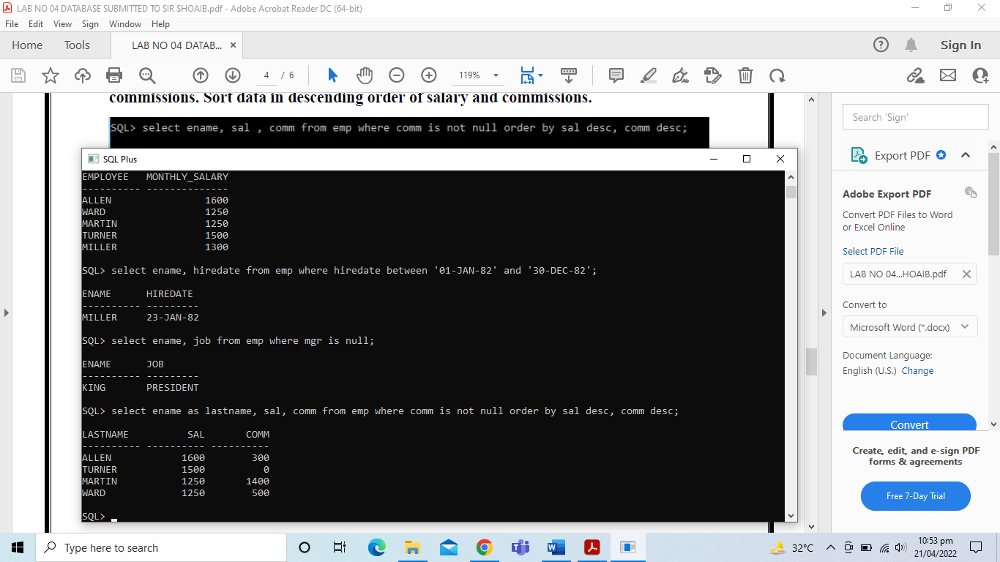 LAB NO 04 DATABASE SUBMITTED TO SIR SHOAIB.pdf - Adobe Acrobat Reader DC (64-bit)
File Edit View Sign Window Help
Home Tools LAB NO 04 DATAB... × Sign In
4 / 6 119%
commissions. Sort data in descending order of salary and commissions.
SQL> select ename, sal , comm from emp where comm is not null order by sal desc, comm desc;
SQL Plus
EMPLOYEE MONTHLY_SALARY
---------- --------------
ALLEN 1600
WARD 1250
MARTIN 1250
TURNER 1500
MILLER 1300
SQL> select ename, hiredate from emp where hiredate between '01-JAN-82' and '30-DEC-82';
ENAME HIREDATE
---------- ---------
MILLER 23-JAN-82
SQL> select ename, job from emp where mgr is null;
ENAME JOB
---------- ---------
KING PRESIDENT
SQL> select ename as lastname, sal, comm from emp where comm is not null order by sal desc, comm desc;
LASTNAME SAL COMM
---------- ---------- ----------
ALLEN 1600 300
TURNER 1500 0
MARTIN 1250 1400
WARD 1250 500
SQL>
Search 'Sign'
Export PDF
Adobe Export PDF
Convert PDF Files to Word
or Excel Online
Select PDF File
LAB NO 04...HOAIB.pdf
Convert to
Microsoft Word (*.docx)
Document Language:
English (U.S.) Change
Convert
Create, edit, and e-sign PDF
forms & agreements
Free 7-Day Trial
Type here to search
32°C
10:53 pm
21/04/2022